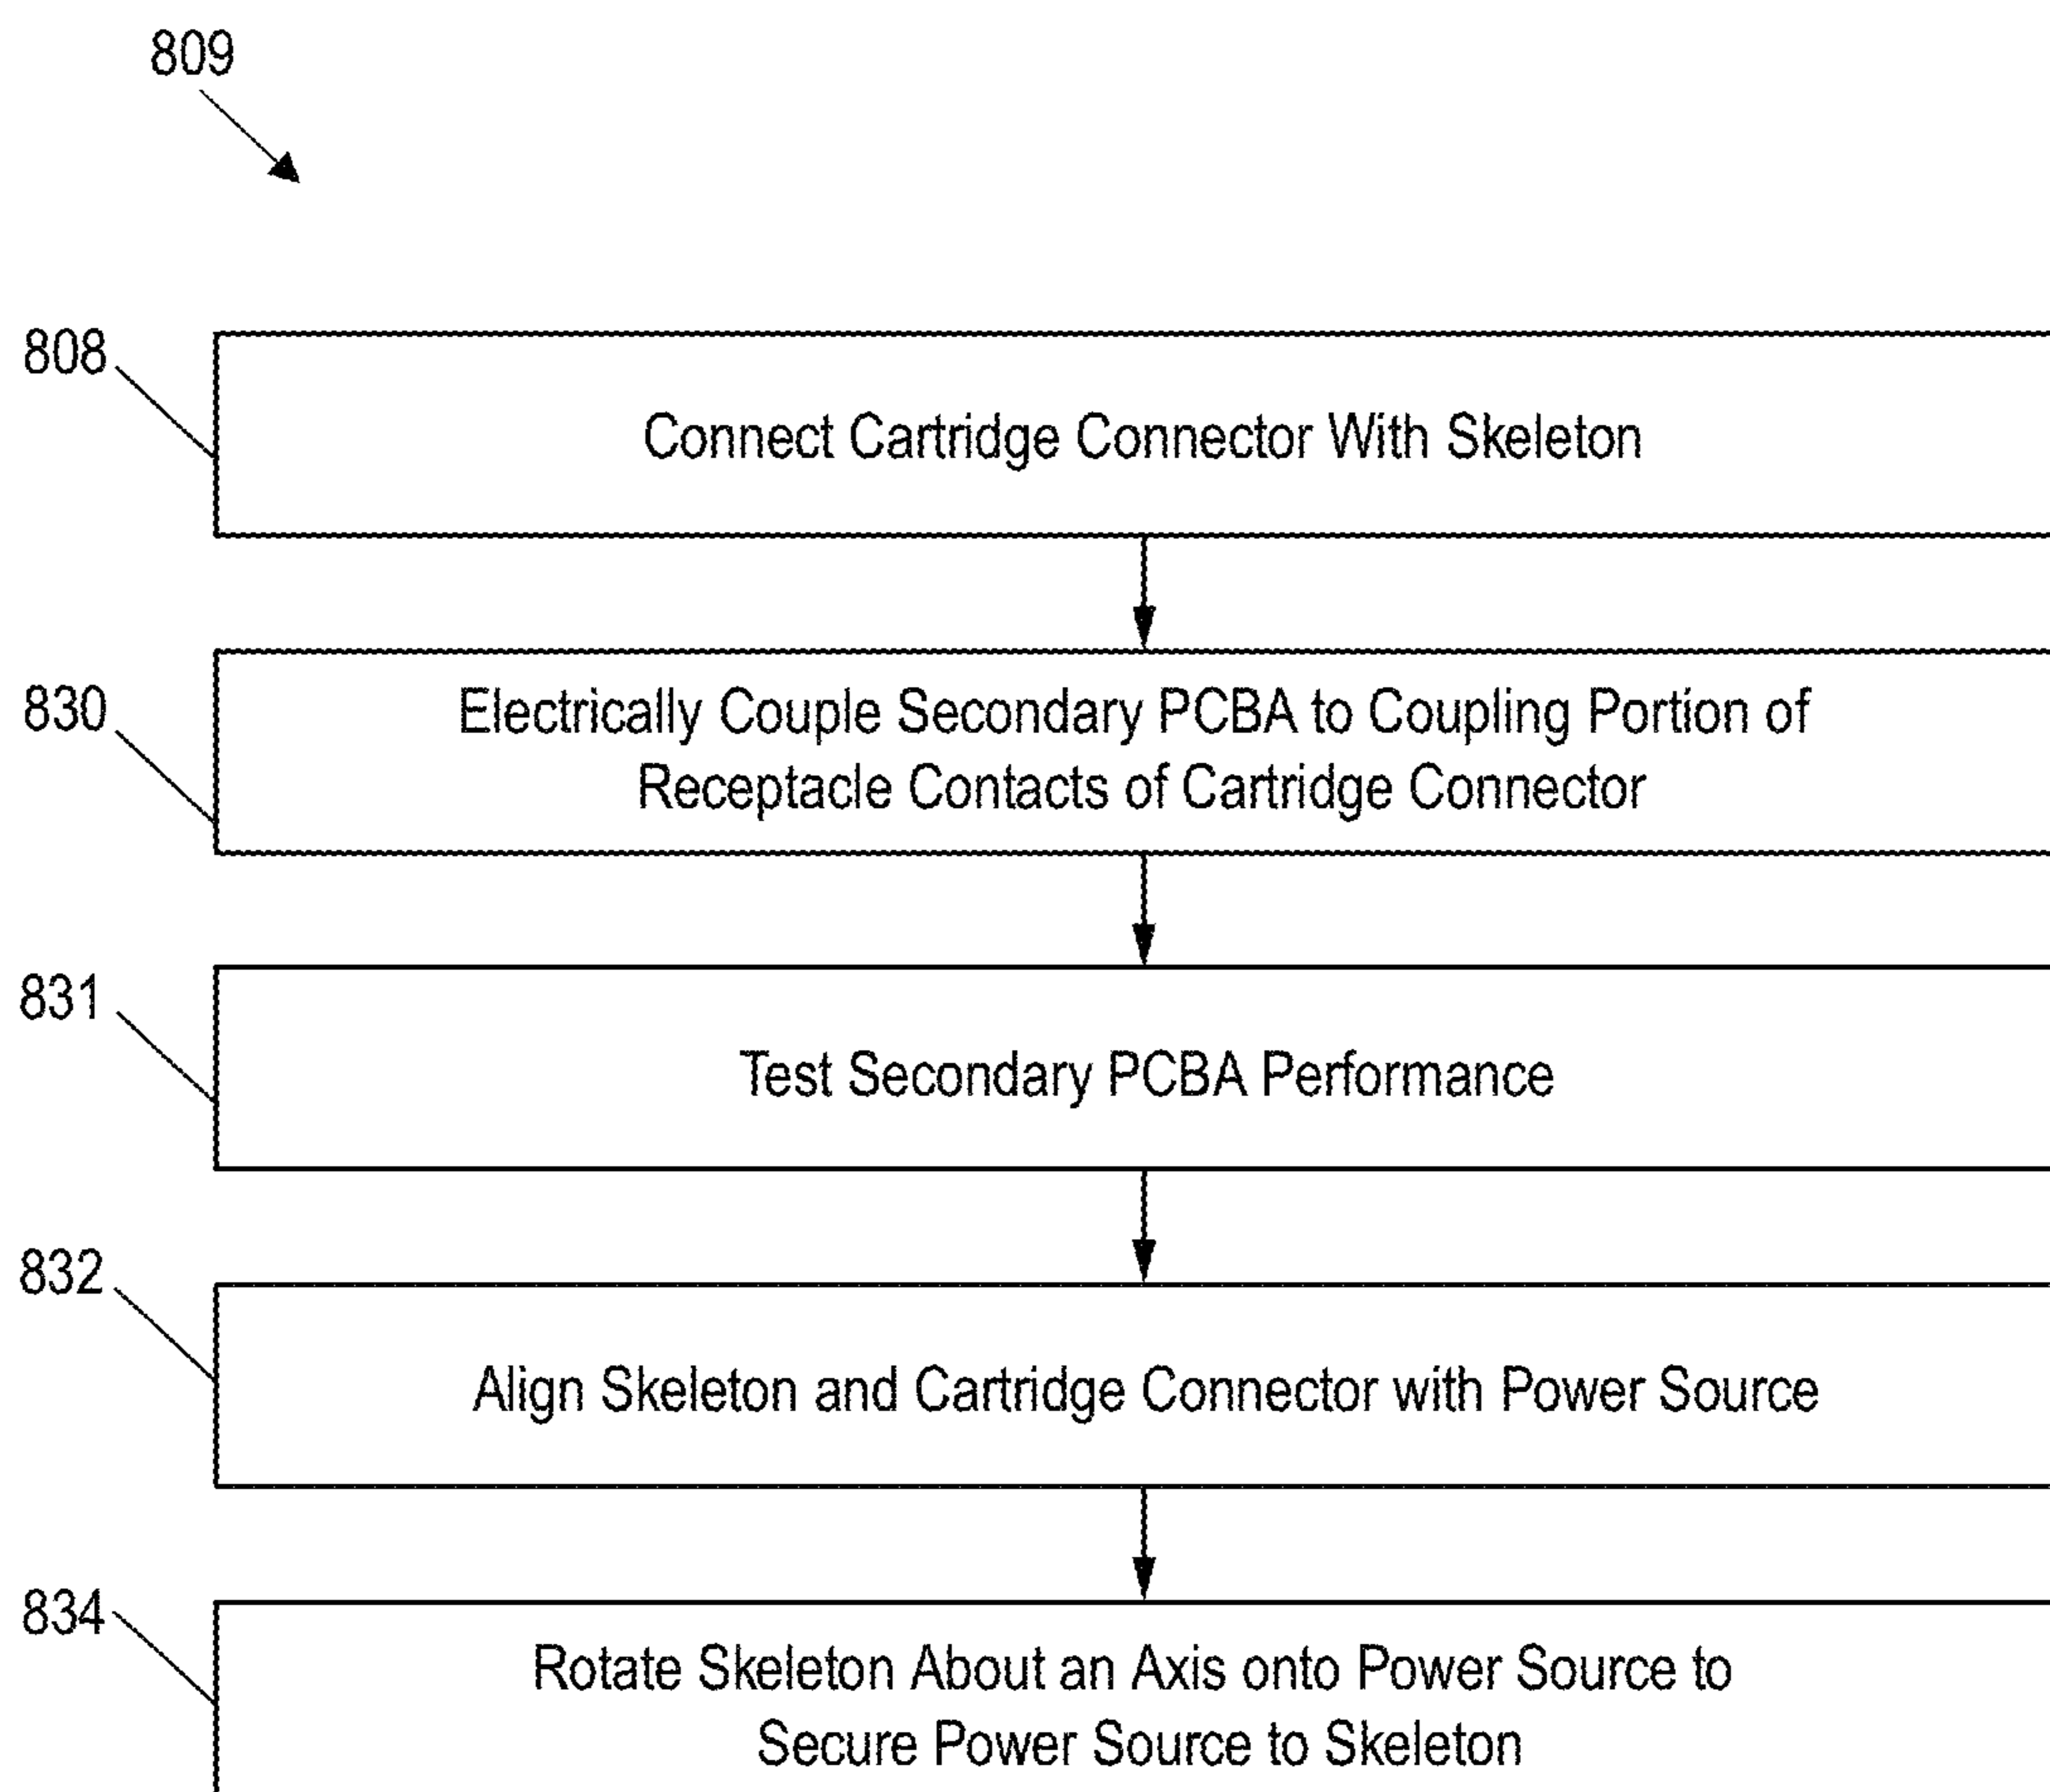 809
808
Connect Cartridge Connector With Skeleton
830
Electrically Couple Secondary PCBA to Coupling Portion of
Receptacle Contacts of Cartridge Connector
831
Test Secondary PCBA Performance
832
Align Skeleton and Cartridge Connector with Power Source
834
Rotate Skeleton About an Axis onto Power Source to
Secure Power Source to Skeleton